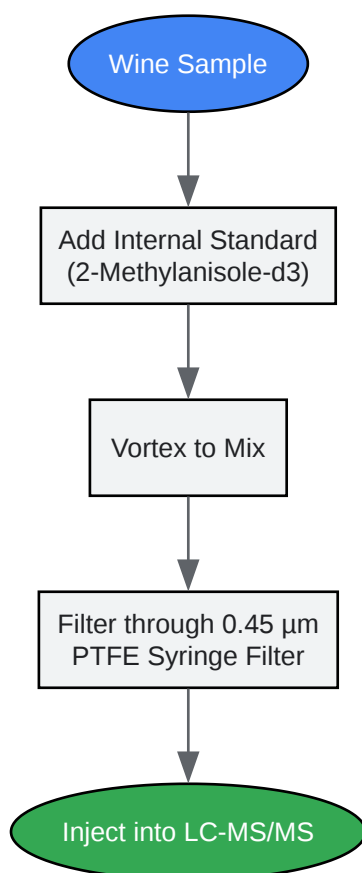 Wine Sample
Add Internal Standard
(2-Methylanisole-d3)
Vortex to Mix
Filter through 0.45 µm
PTFE Syringe Filter
Inject into LC-MS/MS